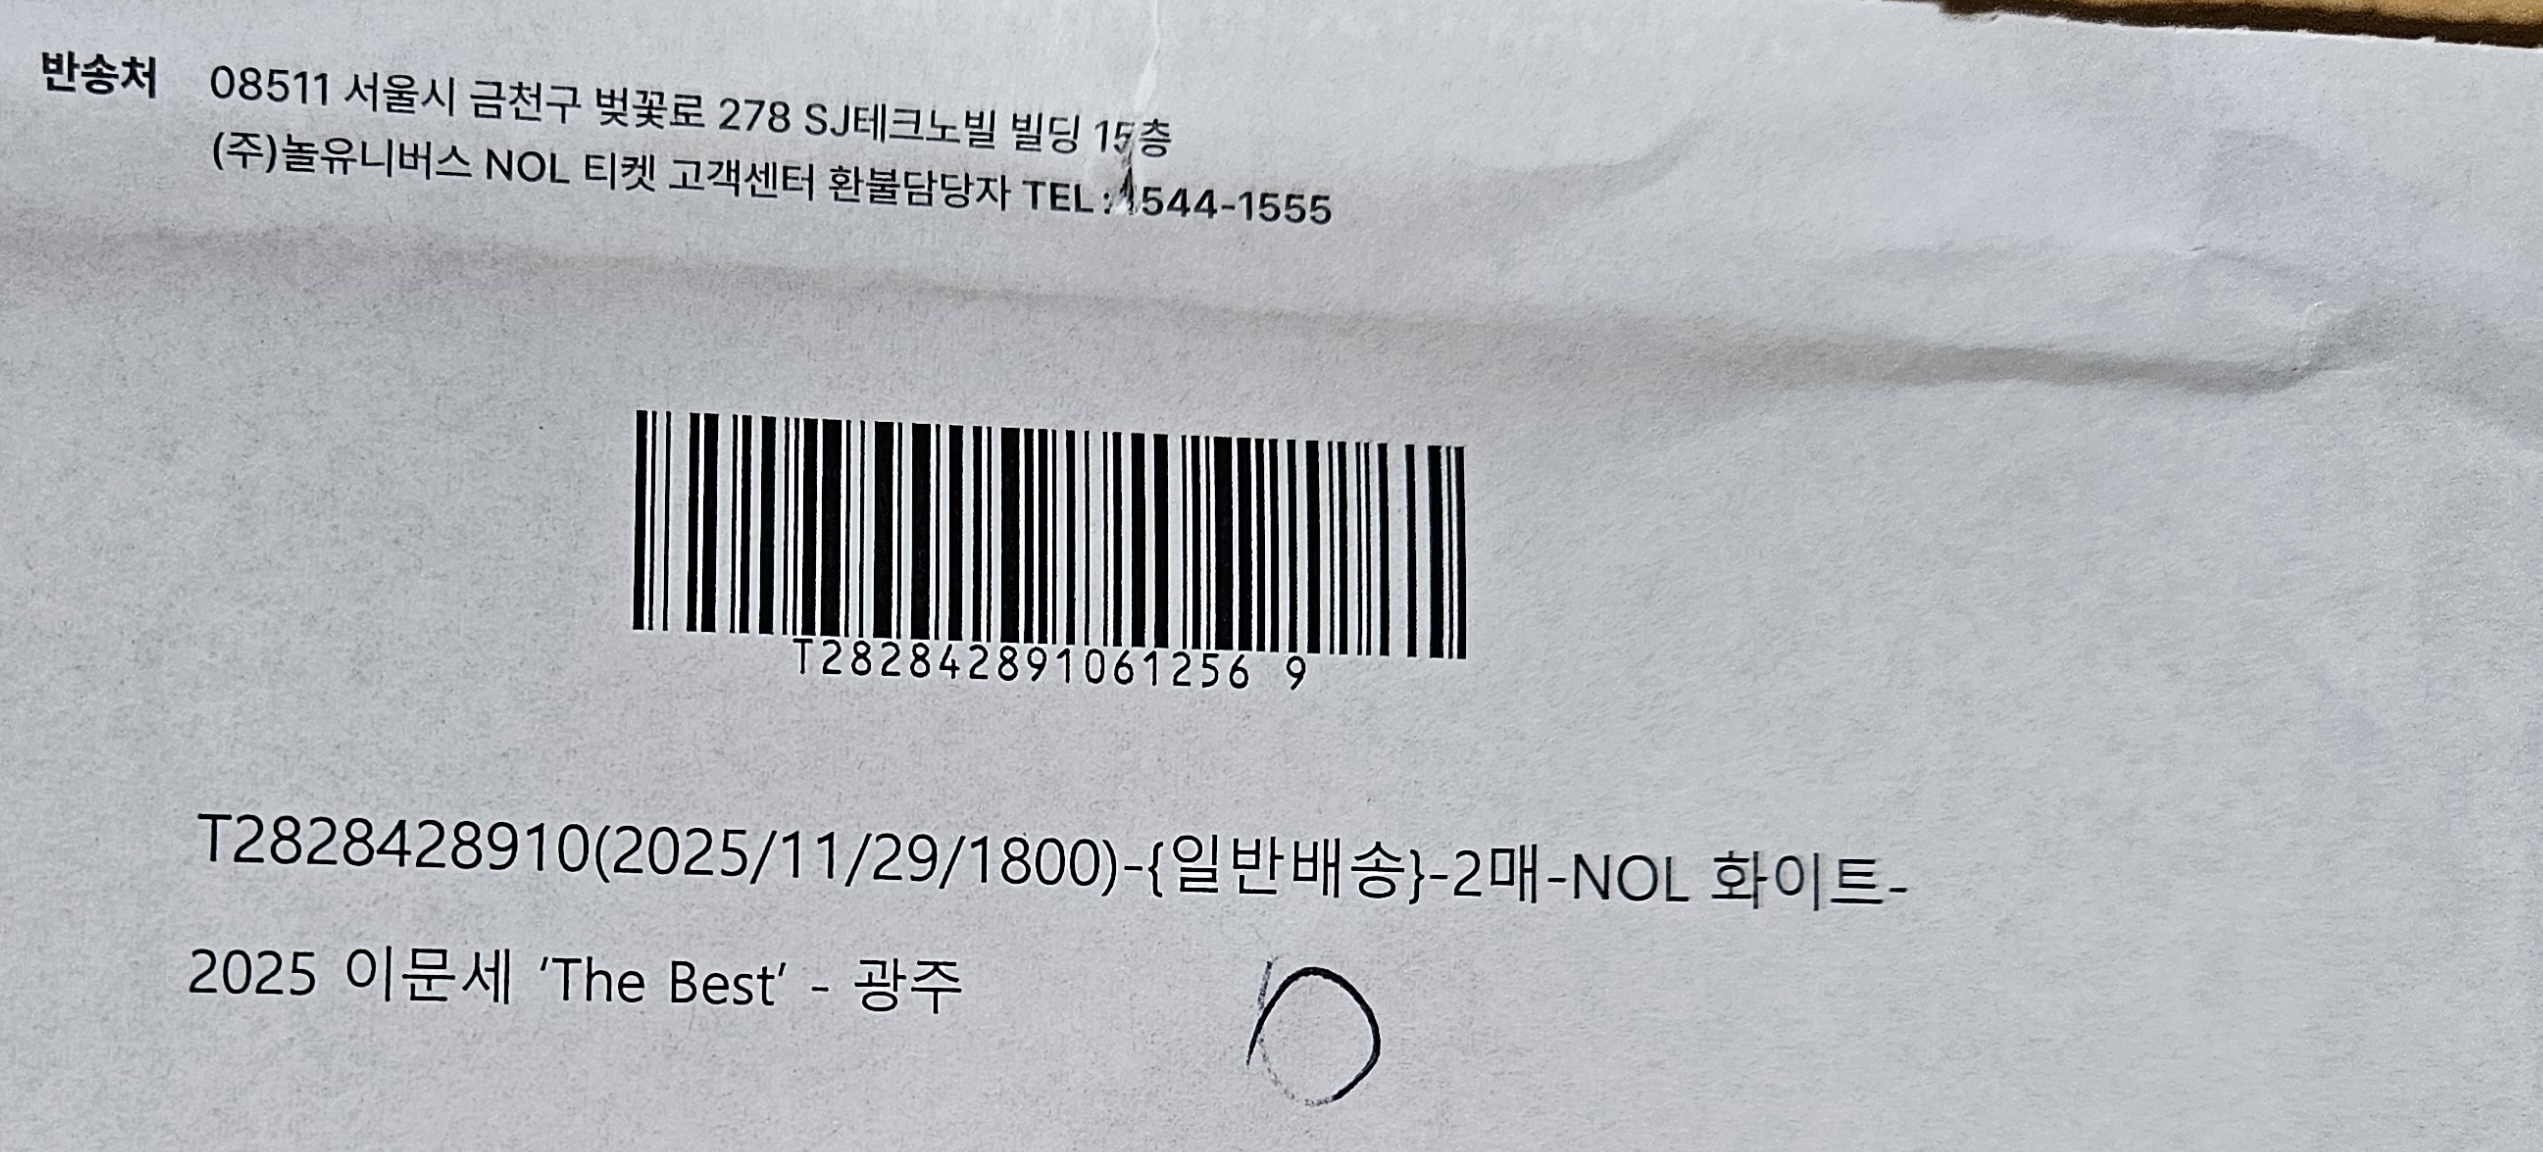 반송처 08511 서울시 금천구 벚꽃로 278 SJ테크노빌 빌딩 15층
(주)놀유니버스 NOL 티켓 고객센터 환불담당자 TEL : 1544-1555
T282842891061256 9
T2828428910(2025/11/29/1800)-{일반배송}-2매-NOL 화이트-
2025 이문세 'The Best' - 광주